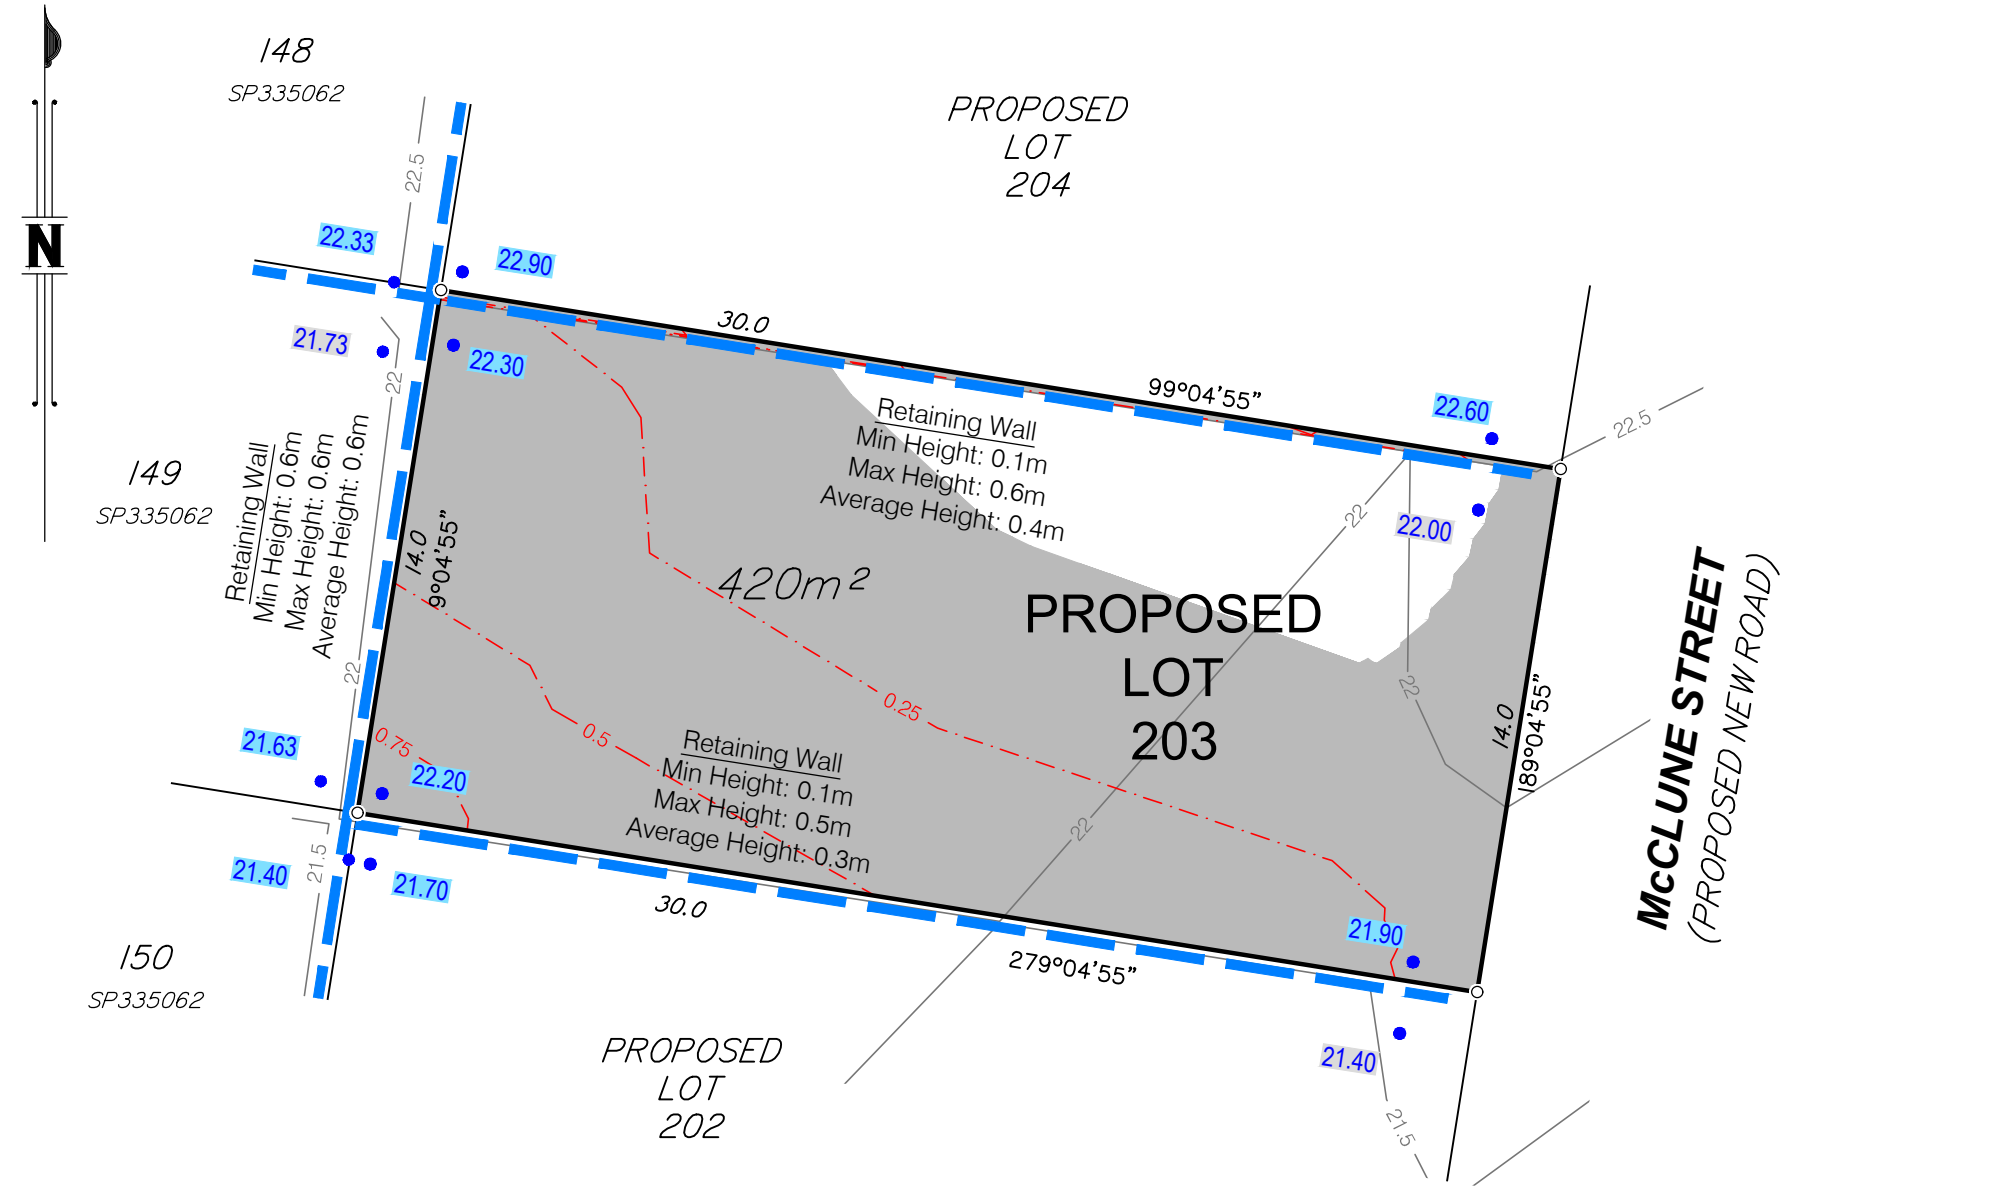 148
SP335062
PROPOSED
LOT
204
22.5
N
22.33
22.90
21.73
22.30
22
30.0
99°04'55"
22.60
22.5
Retaining Wall
Min Height: 0.1m
Max Height: 0.6m
Average Height: 0.4m
22
22.00
149
SP335062
Retaining Wall
Min Height: 0.6m
Max Height: 0.6m
Average Height: 0.6m
14.0
9°04'55"
420m²
PROPOSED
LOT
203
22
22
0.25
0.5
0.75
14.0
189°04'55"
McCLUNE STREET
(PROPOSED NEW ROAD)
21.63
22.20
Retaining Wall
Min Height: 0.1m
Max Height: 0.5m
Average Height: 0.3m
22
21.5
21.40
21.70
30.0
279°04'55"
21.90
150
SP335062
PROPOSED
LOT
202
21.40
21.5